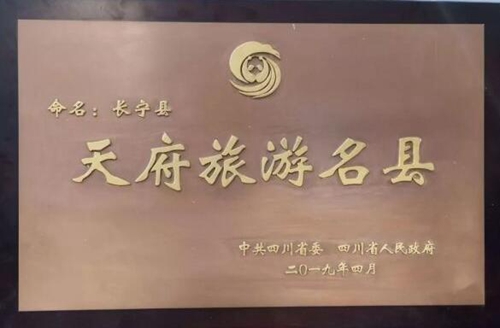 命名：长宁县
天府旅游名县
中共四川省委 四川省人民政府
二〇一九年四月